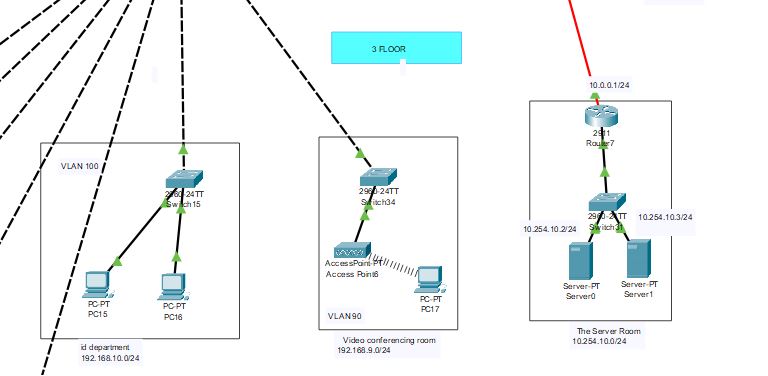 3 FLOOR
10.0.0.1/24
2911
Router7
VLAN 100
2960-24TT
Switch15
2960-24TT
Switch34
2960-24TT
Switch31
10.254.10.2/24
10.254.10.3/24
AccessPoint-PT
Access Point6
PC-PT
PC15
PC-PT
PC16
PC-PT
PC17
Server-PT
Server0
Server-PT
Server1
VLAN90
id department
192.168.10.0/24
Video conferencing room
192.168.9.0/24
The Server Room
10.254.10.0/24